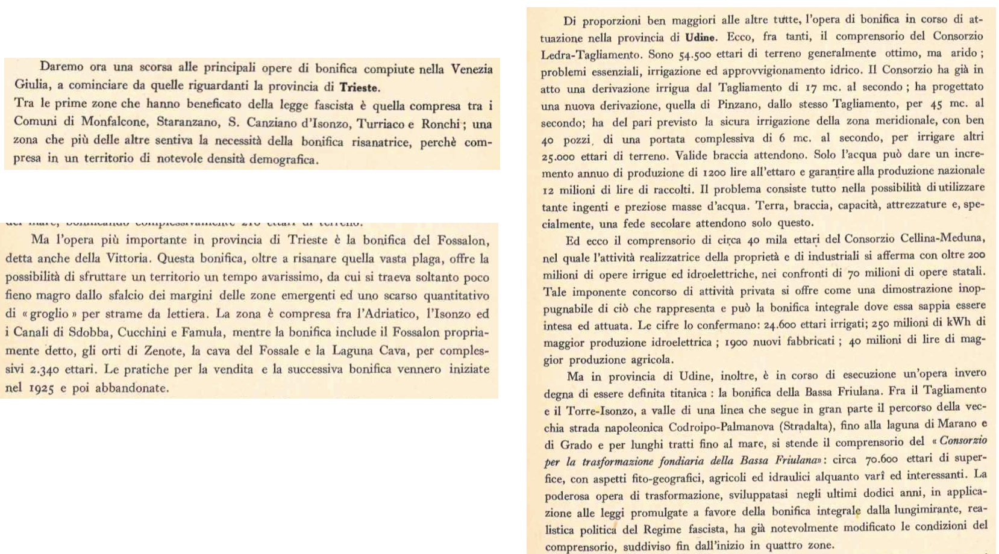 Daremo ora una scorsa alle principali opere di bonifica compiute nella Venezia
Giulia, a cominciare da quelle riguardanti la provincia di Trieste.
Tra le prime zone che hanno beneficato della legge fascista è quella compresa tra i
Comuni di Monfalcone, Staranzano, S. Canziano d'Isonzo, Turriaco e Ronchi; una
zona che più delle altre sentiva la necessità della bonifica risanatrice, perchè com-
presa in un territorio di notevole densità demografica.
del mare, bonificando complessivamente 210 ettari di terreno.
Ma l'opera più importante in provincia di Trieste è la bonifica del Fossalon,
detta anche della Vittoria. Questa bonifica, oltre a risanare quella vasta plaga, offre la
possibilità di sfruttare un territorio un tempo avarissimo, da cui si traeva soltanto poco
fieno magro dallo sfalcio dei margini delle zone emergenti ed uno scarso quantitativo
di « groglio » per strame da lettiera. La zona è compresa fra l'Adriatico, l'Isonzo ed
i Canali di Sdobba, Cucchini e Famula, mentre la bonifica include il Fossalon propria-
mente detto, gli orti di Zenote, la cava del Fossale e la Laguna Cava, per comples-
sivi 2.340 ettari. Le pratiche per la vendita e la successiva bonifica vennero iniziate
nel 1925 e poi abbandonate.
Di proporzioni ben maggiori alle altre tutte, l'opera di bonifica in corso di at-
tuazione nella provincia di Udine. Ecco, fra tanti, il comprensorio del Consorzio
Ledra-Tagliamento. Sono 54.500 ettari di terreno generalmente ottimo, ma arido ;
problemi essenziali, irrigazione ed approvvigionamento idrico. Il Consorzio ha già in
atto una derivazione irrigua dal Tagliamento di 17 mc. al secondo ; ha progettato
una nuova derivazione, quella di Pinzano, dallo stesso Tagliamento, per 45 mc. al
secondo; ha del pari previsto la sicura irrigazione della zona meridionale, con ben
40 pozzi, di una portata complessiva di 6 mc. al secondo, per irrigare altri
25.000 ettari di terreno. Valide braccia attendono. Solo l'acqua può dare un incre-
mento annuo di produzione di 1200 lire all'ettaro e garantire alla produzione nazionale
12 milioni di lire di raccolti. Il problema consiste tutto nella possibilità di utilizzare
tante ingenti e preziose masse d'acqua. Terra, braccia, capacità, attrezzature e, spe-
cialmente, una fede secolare attendono solo questo.
Ed ecco il comprensorio di circa 40 mila ettari del Consorzio Cellina-Meduna,
nel quale l'attività realizzatrice della proprietà e di industriali si afferma con oltre 200
milioni di opere irrigue ed idroelettriche, nei confronti di 70 milioni di opere statali.
Tale imponente concorso di attività privata si offre come una dimostrazione inop-
pugnabile di ciò che rappresenta e può la bonifica integrale dove essa sappia essere
intesa ed attuata. Le cifre lo confermano: 24.600 ettari irrigati; 250 milioni di kWh di
maggior produzione idroelettrica ; 1900 nuovi fabbricati ; 40 milioni di lire di mag-
gior produzione agricola.
Ma in provincia di Udine, inoltre, è in corso di esecuzione un'opera invero
degna di essere definita titanica : la bonifica della Bassa Friulana. Fra il Tagliamento
e il Torre-Isonzo, a valle di una linea che segue in gran parte il percorso della vec-
chia strada napoleonica Codroipo-Palmanova (Stradalta), fino alla laguna di Marano e
di Grado e per lunghi tratti fino al mare, si stende il comprensorio del « Consorzio
per la trasformazione fondiaria della Bassa Friulana» : circa 70.600 ettari di super-
fice, con aspetti fito-geografici, agricoli ed idraulici alquanto varî ed interessanti. La
poderosa opera di trasformazione, sviluppatasi negli ultimi dodici anni, in applica-
zione alle leggi promulgate a favore della bonifica integrale dalla lungimirante, rea-
listica politica del Regime fascista, ha già notevolmente modificato le condizioni del
comprensorio, suddiviso fin dall'inizio in quattro zone.